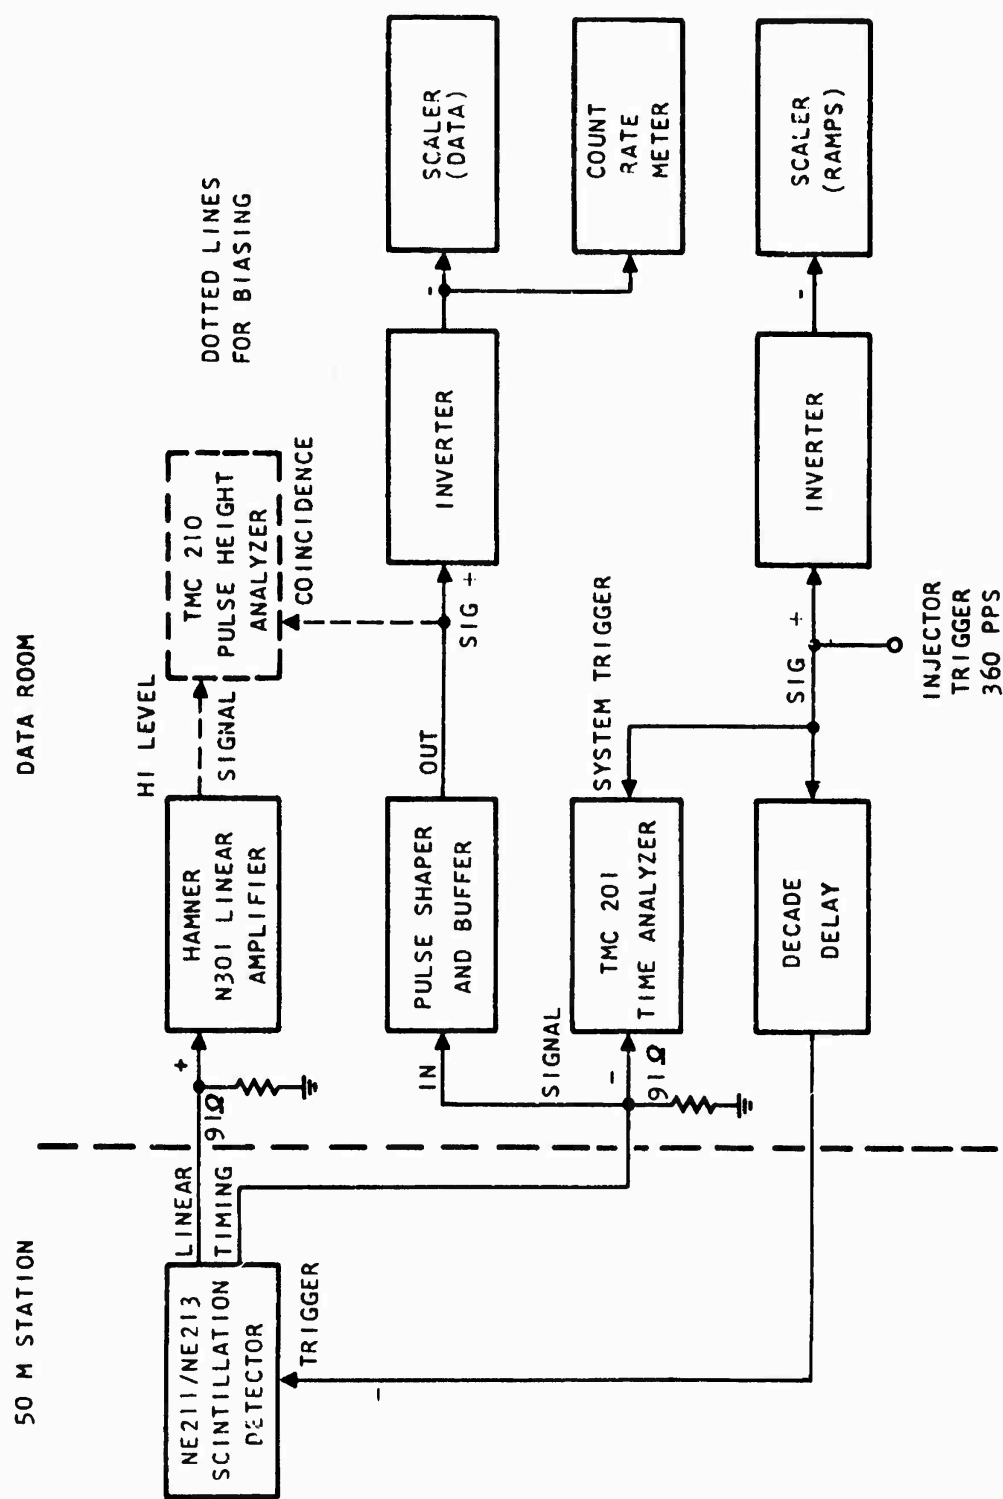 50 M STATION
DATA ROOM
NE211/NE213
SCINTILLATION
DETECTOR
LINEAR
TIMING
TRIGGER
-
91Ω
+
HAMNER
N301 LINEAR
AMPLIFIER
HI LEVEL
SIGNAL
TMC 210
PULSE HEIGHT
ANALYZER
COINCIDENCE
DOTTED LINES
FOR BIASING
IN
PULSE SHAPER
AND BUFFER
OUT
SIG +
INVERTER
-
SCALER
(DATA)
COUNT
RATE
METER
SIGNAL
-
91Ω
TMC 201
TIME ANALYZER
SYSTEM TRIGGER
DECADE
DELAY
SIG +
INJECTOR
TRIGGER
360 PPS
INVERTER
-
SCALER
(RAMPS)